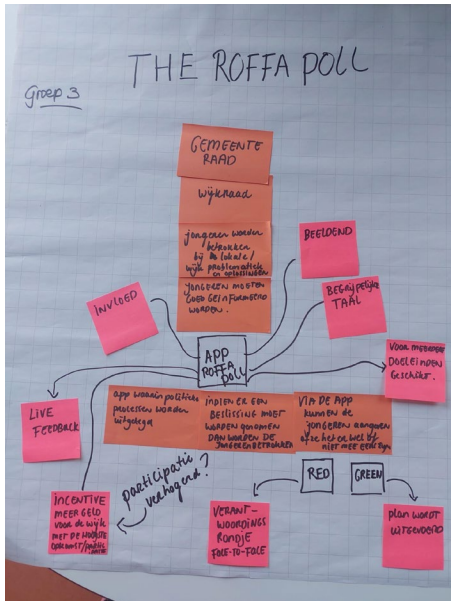 THE ROFFA POLL
Groep 3
GEMEENTE
RAAD
WIJKRAAD
jongeren worden
betrokken
bij lokale/
wijk problematiek
en oplossingen
JONGEREN MOETEN
GOED GEINFORMEERD
WORDEN.
BEELDEND
BEGRIJPELIJKE
TAAL
INVLOED
APP
ROFFA
POLL
VOOR MEERDERE
DOELEINDEN
GESCHIKT.
LIVE
FEEDBACK
app waarin politieke
processen worden
uitgelegd
INDIEN ER EEN
BESLISSING MOET
WORDEN GENOMEN
DAN WORDEN DE
JONGEREN BETROKKEN
VIA DE APP
KUNNEN DE
jongeren aangeven
of ze het er wel of
niet mee eens zijn
RED
GREEN
participatie
verhogend?
INCENTIVE
MEER GELD
VOOR DE WIJK
MET DE HOOGSTE
OPKOMST/
VERANT-
WOORDINGS
RONDJE
FACE-TO-FACE
plan wordt
UITGEVOERD